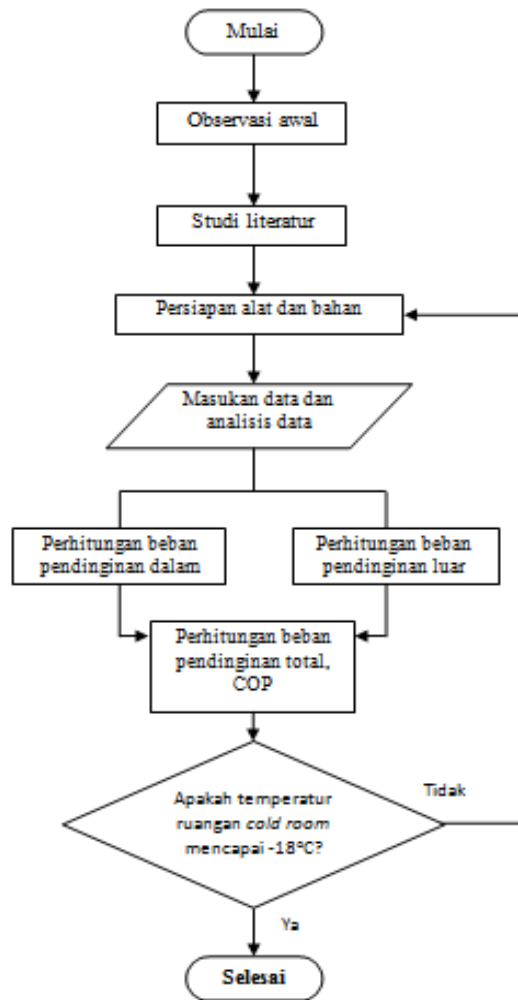 Mulai
Observasi awal
Studi literatur
Persiapan alat dan bahan
Masukan data dan
analisis data
Perhitungan beban
pendinginan dalam
Perhitungan beban
pendinginan luar
Perhitungan beban
pendinginan total,
COP
Apakah temperatur
ruangan cold room
mencapai -18°C?
Tidak
Ya
Selesai